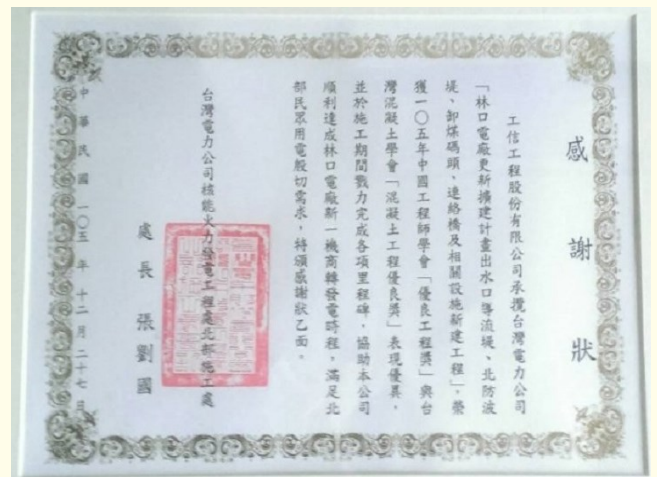 感謝狀
工信工程股份有限公司承攬台灣電力公司
「林口電廠更新擴建計畫出水口導流堤、北防波
堤、卸煤碼頭、連絡橋及相關設施新建工程」，榮
獲一〇五年中國工程師學會「優良工程獎」與台
灣混凝土學會「混凝土工程優良獎」表現優異，
並於施工期間戮力完成各項里程碑，協助本公司
順利達成林口電廠新一機商轉發電時程，滿足北
部民眾用電殷切需求，特頒感謝狀乙面。
台灣電力公司核能火力發電工程處北部施工處
處長 張劉國
中華民國一〇五年十二月二十七日